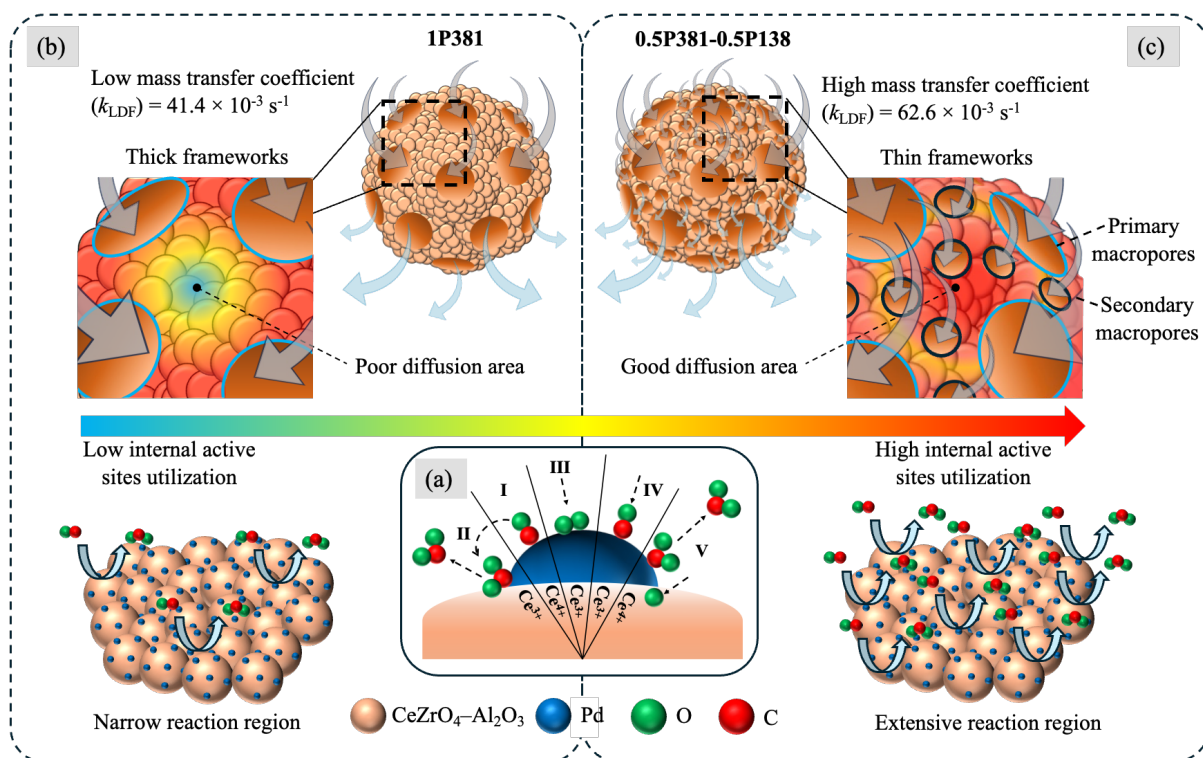 (b)
1P381
Low mass transfer coefficient
(kLDF) = 41.4 × 10⁻³ s⁻¹
Thick frameworks
Poor diffusion area
0.5P381-0.5P138
(c)
High mass transfer coefficient
(kLDF) = 62.6 × 10⁻³ s⁻¹
Thin frameworks
Primary
macropores
Secondary
macropores
Good diffusion area
Low internal active
sites utilization
High internal active
sites utilization
(a)
I
II
III
IV
V
Ce³⁺
Ce⁴⁺
Ce³⁺
Ce³⁺
Ce⁴⁺
Narrow reaction region
CeZrO₄–Al₂O₃
Pd
O
C
Extensive reaction region